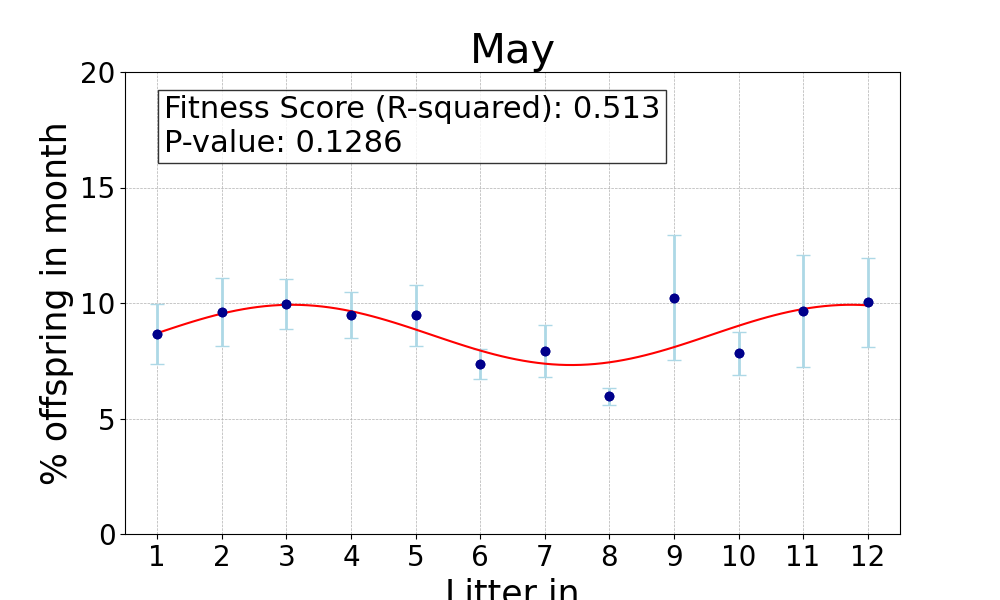 May
Fitness Score (R-squared): 0.513
P-value: 0.1286
% offspring in month
20
15
10
5
0
1 2 3 4 5 6 7 8 9 10 11 12
Litter in